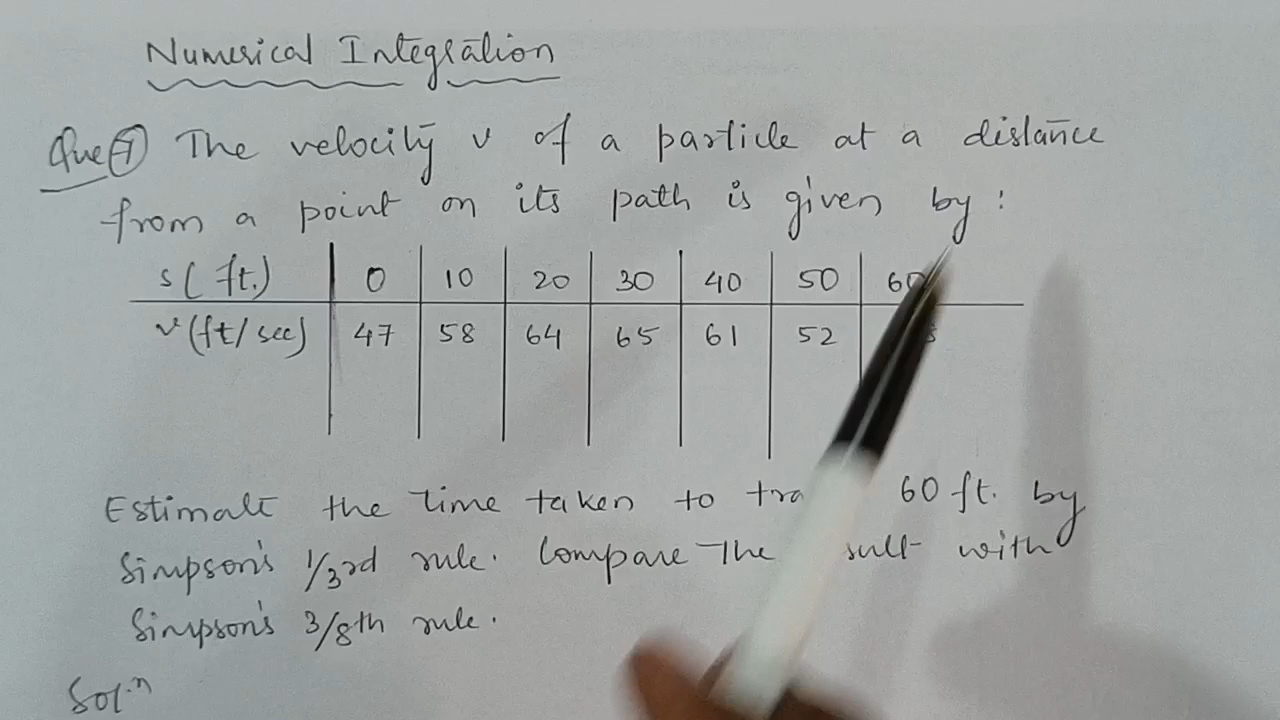 Numerical Integration
Que ① The velocity v of a particle at a distance
from a point on its path is given by :
s ( ft.) 0 10 20 30 40 50 60
v (ft/sec) 47 58 64 65 61 52
Estimate the time taken to 60 ft. by
Simpson's 1/3rd rule. Compare the with
Simpson's 3/8th rule.
Sol.n